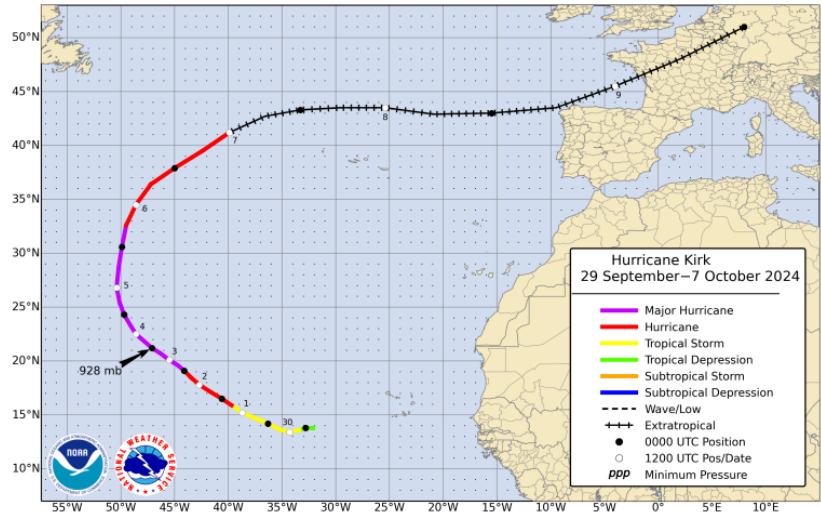 50°N
45°N
40°N
35°N
30°N
25°N
20°N
15°N
10°N
55°W 50°W 45°W 40°W 35°W 30°W 25°W 20°W 15°W 10°W 5°W 0° 5°E 10°E
30
1
2
3
4
5
6
7
8
9
928 mb
Hurricane Kirk
29 September−7 October 2024
Major Hurricane
Hurricane
Tropical Storm
Tropical Depression
Subtropical Storm
Subtropical Depression
Wave/Low
Extratropical
0000 UTC Position
1200 UTC Pos/Date
ppp Minimum Pressure
NOAA
NATIONAL WEATHER SERVICE